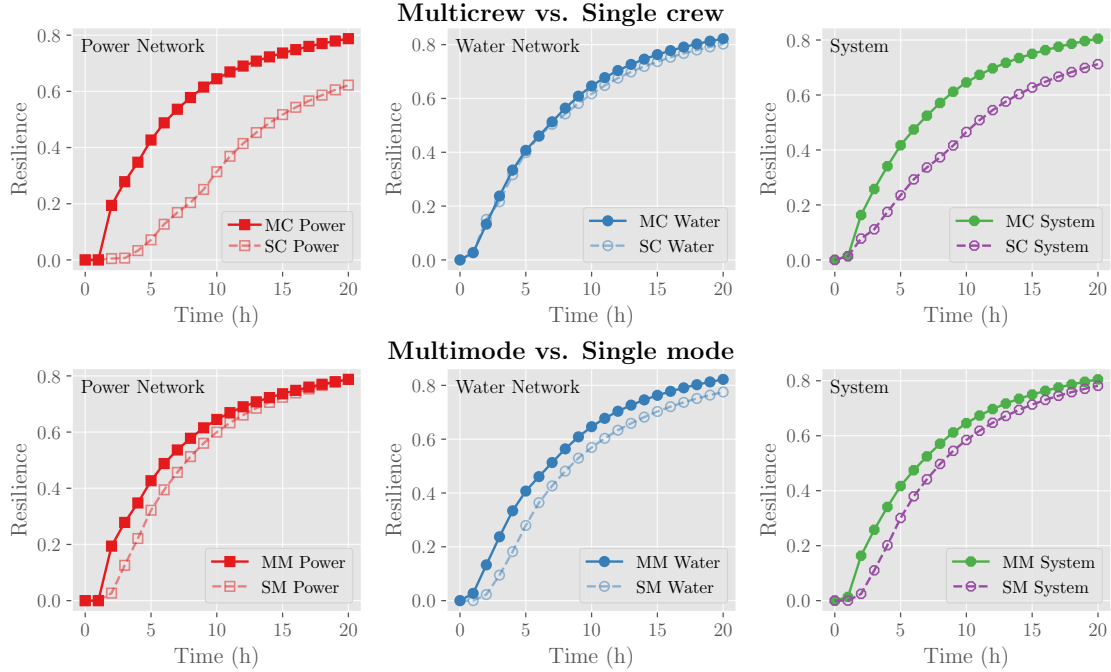 Multicrew vs. Single crew
Power Network
Water Network
System
Resilience
0.8
0.6
0.4
0.2
0.0
MC Power
SC Power
0 5 10 15 20
Time (h)
Resilience
0.8
0.6
0.4
0.2
0.0
MC Water
SC Water
0 5 10 15 20
Time (h)
Resilience
0.8
0.6
0.4
0.2
0.0
MC System
SC System
0 5 10 15 20
Time (h)
Multimode vs. Single mode
Power Network
Water Network
System
Resilience
0.8
0.6
0.4
0.2
0.0
MM Power
SM Power
0 5 10 15 20
Time (h)
Resilience
0.8
0.6
0.4
0.2
0.0
MM Water
SM Water
0 5 10 15 20
Time (h)
Resilience
0.8
0.6
0.4
0.2
0.0
MM System
SM System
0 5 10 15 20
Time (h)